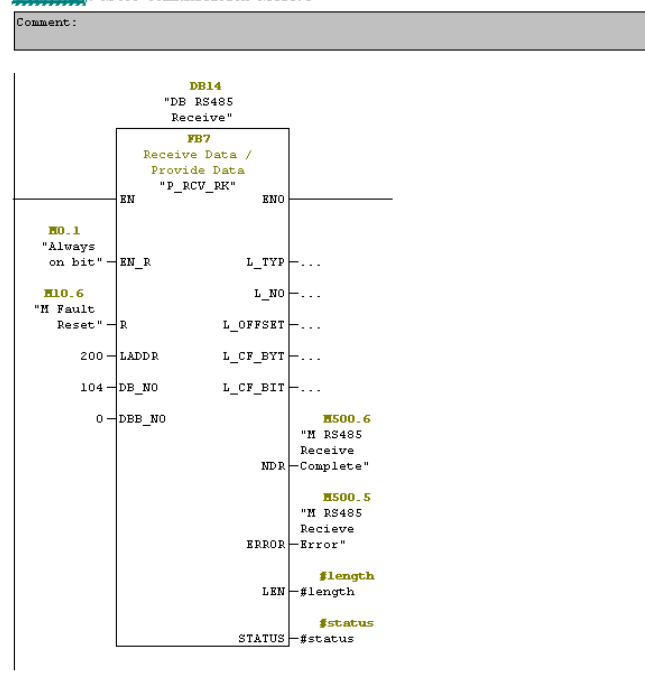 Comment:
DB14
"DB RS485
Receive"
FB7
Receive Data /
Provide Data
"P_RCV_RK"
EN
ENO
M0.1
"Always
on bit"
EN_R
L_TYP
...
M10.6
"M Fault
Reset"
R
L_NO
...
L_OFFSET
...
200
LADDR
L_CF_BYT
...
104
DB_NO
L_CF_BIT
...
0
DBB_NO
M500.6
"M RS485
Receive
Complete"
NDR
M500.5
"M RS485
Recieve
Error"
ERROR
#length
LEN
#length
#status
STATUS
#status